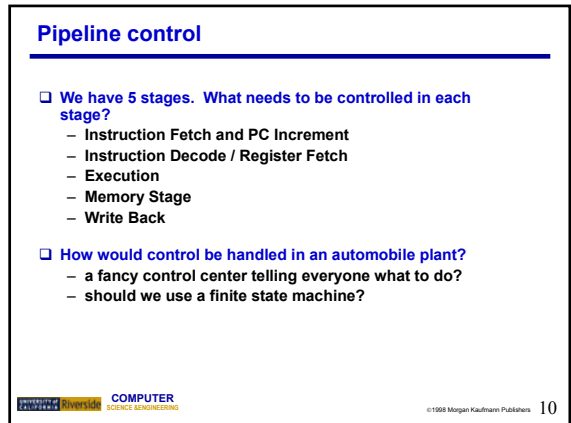 Pipeline control
❑ We have 5 stages. What needs to be controlled in each
stage?
– Instruction Fetch and PC Increment
– Instruction Decode / Register Fetch
– Execution
– Memory Stage
– Write Back
❑ How would control be handled in an automobile plant?
– a fancy control center telling everyone what to do?
– should we use a finite state machine?
UNIVERSITY OF
CALIFORNIA
Riverside
COMPUTER
SCIENCE &ENGINEERING
©1998 Morgan Kaufmann Publishers 10